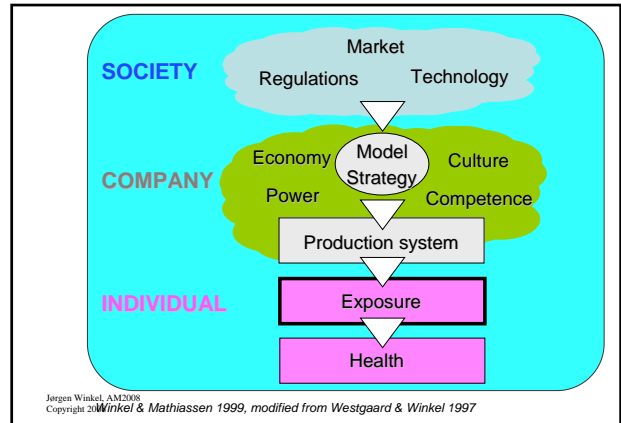 Market
SOCIETY
Regulations
Technology
Economy
Model
Strategy
Culture
COMPANY
Power
Competence
Production system
INDIVIDUAL
Exposure
Health
Jørgen Winkel, AM2008
Copyright
Winkel & Mathiassen 1999, modified from Westgaard & Winkel 1997